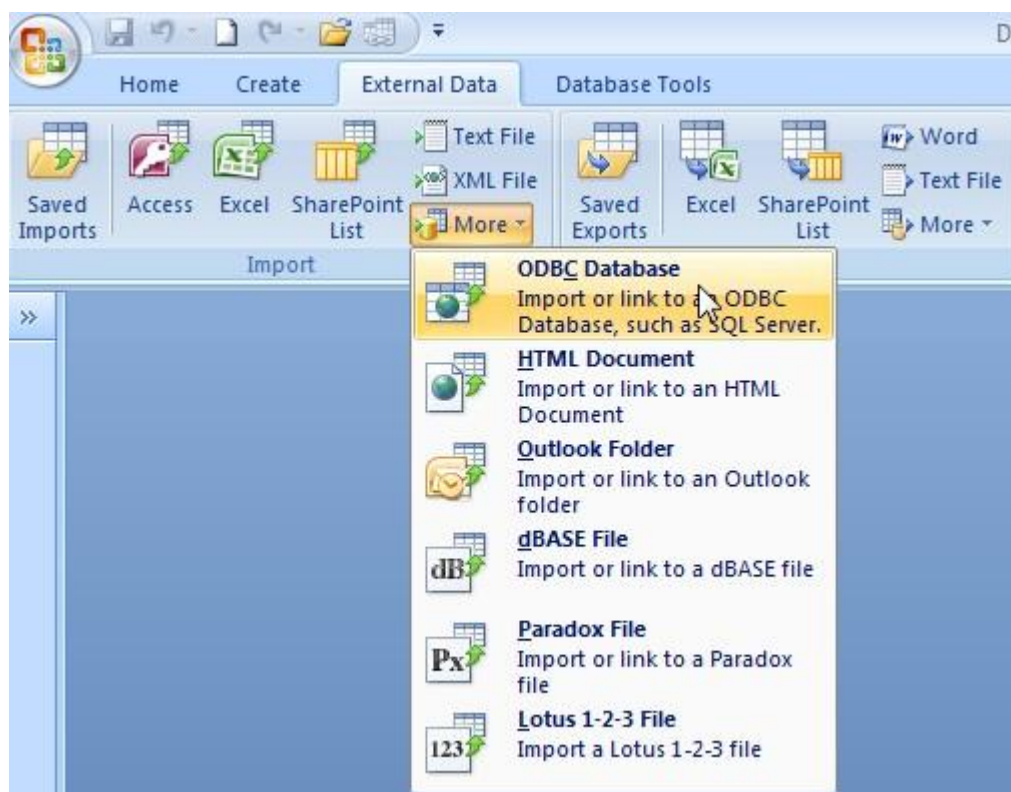 D
Home Create External Data Database Tools
Text File
XML File
More
Saved Imports
Access
Excel
SharePoint List
Import
Saved Exports
Excel
SharePoint List
Word
Text File
More
ODBC Database
Import or link to an ODBC
Database, such as SQL Server.
HTML Document
Import or link to an HTML
Document
Outlook Folder
Import or link to an Outlook
folder
dB
dBASE File
Import or link to a dBASE file
Px
Paradox File
Import or link to a Paradox
file
123
Lotus 1-2-3 File
Import a Lotus 1-2-3 file